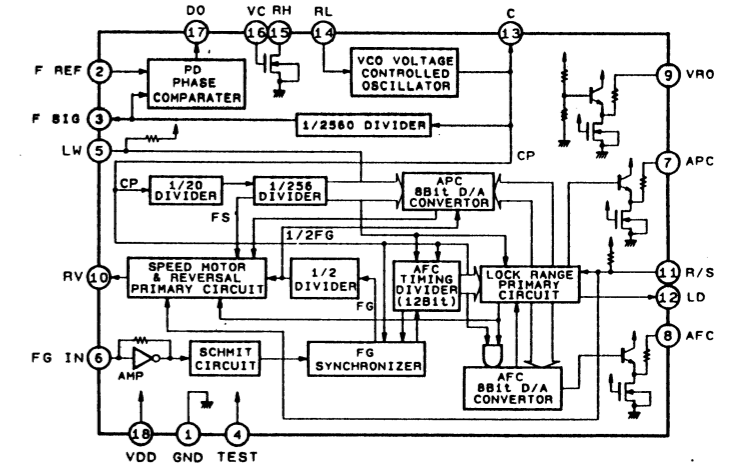 DO
VC
RH
RL
C
17
16
15
14
13
F REF
2
PD
PHASE
COMPARATER
VCO VOLTAGE
CONTROLLED
OSCILLATOR
9
VRO
F SIG
3
1/2560 DIVIDER
LW
5
CP
7
APC
CP
1/20
DIVIDER
1/256
DIVIDER
APC
8Bit D/A
CONVERTOR
FS
1/2FG
RV
10
SPEED MOTOR
& REVERSAL
PRIMARY CIRCUIT
1/2
DIVIDER
FG
AFC
TIMING
DIVIDER
(12Bit)
LOCK RANGE
PRIMARY
CIRCUIT
11
R/S
12
LD
8
AFC
FG IN
6
AMP
SCHMIT
CIRCUIT
FG
SYNCHRONIZER
AFC
8Bit D/A
CONVERTOR
18
1
4
VDD
GND
TEST